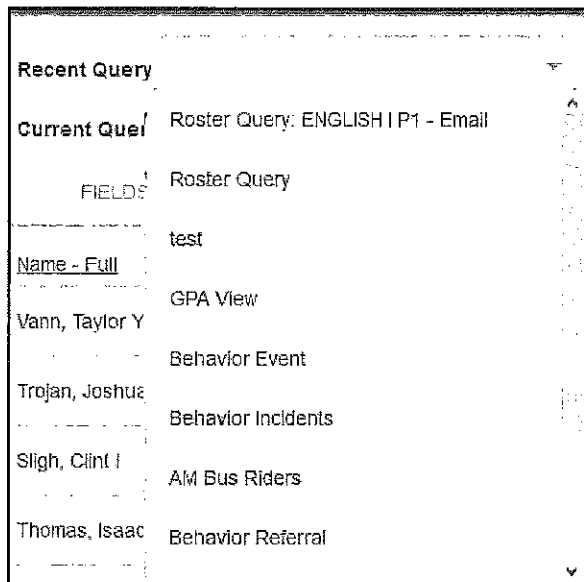 Recent Query
Current Quer
Roster Query: ENGLISH I P1 - Email
FIELDS
Roster Query
test
Name - Full
GPA View
Vann, Taylor Y
Behavior Event
Trojan, Joshua
Behavior Incidents
Sligh, Clint I
AM Bus Riders
Thomas, Isaac
Behavior Referral